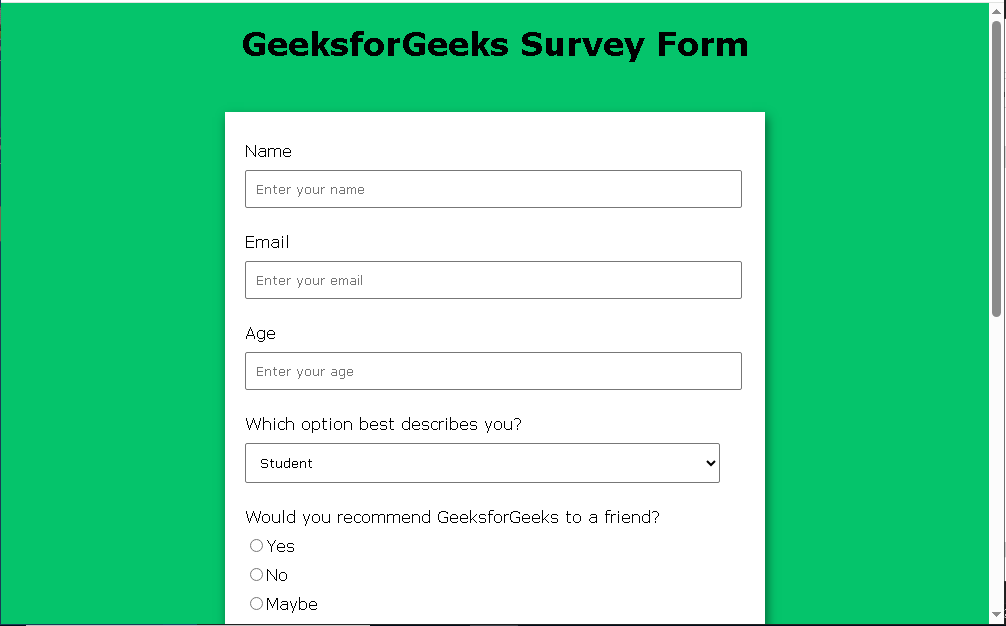 GeeksforGeeks Survey Form
Name
Enter your name
Email
Enter your email
Age
Enter your age
Which option best describes you?
Student
Would you recommend GeeksforGeeks to a friend?
Yes
No
Maybe